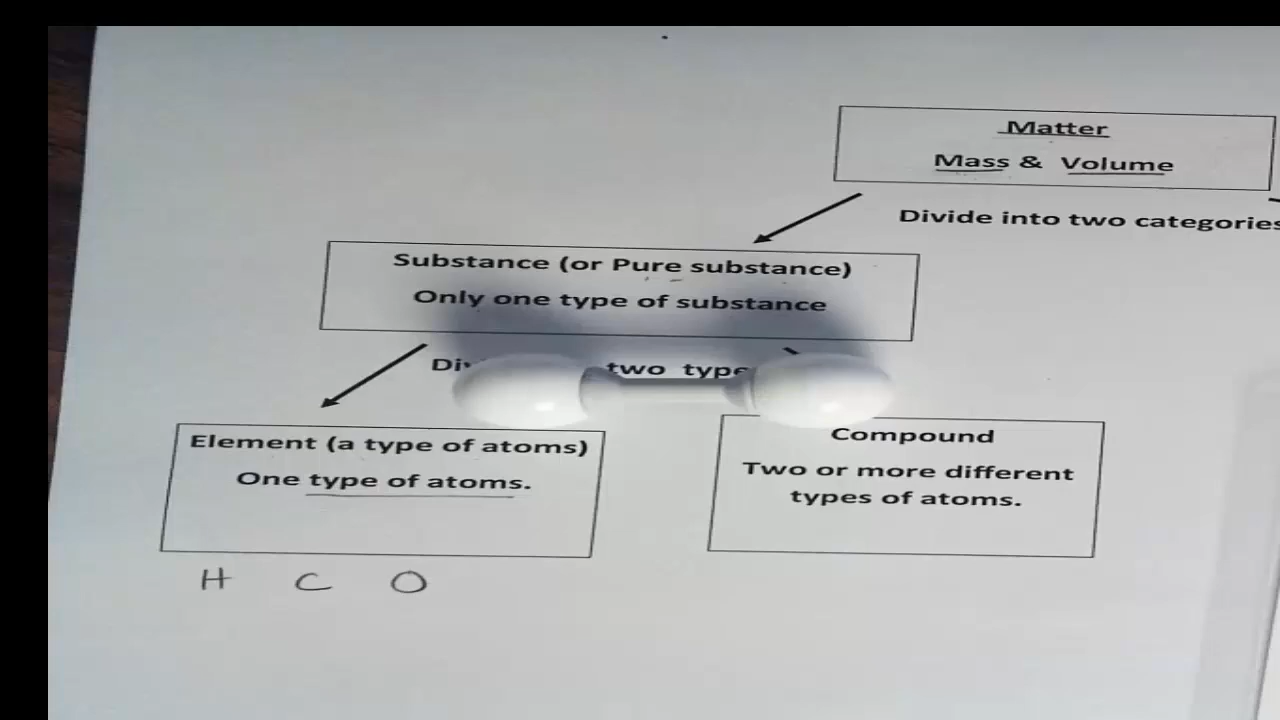 Matter
Mass & Volume
Divide into two categories
Substance (or Pure substance)
Only one type of substance
two
Element (a type of atoms)
One type of atoms.
Compound
Two or more different
types of atoms.
H C O